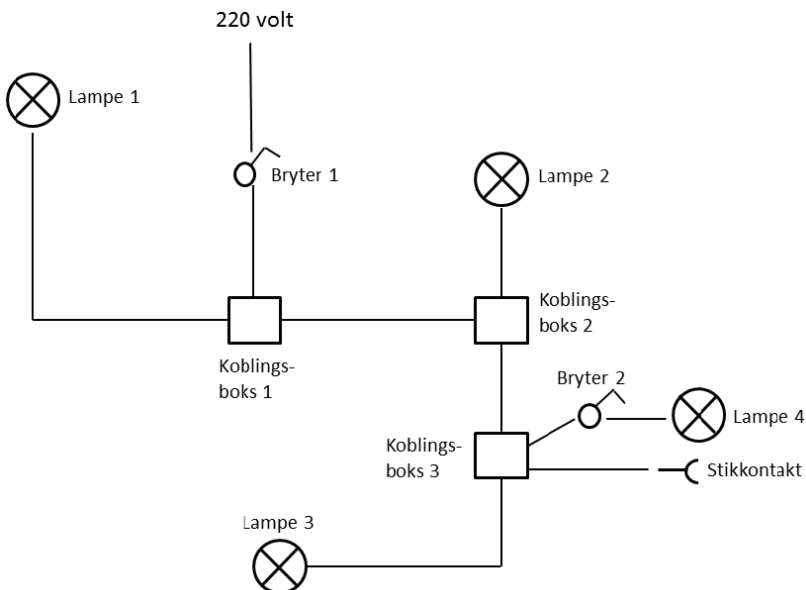 220 volt
Lampe 1
Bryter 1
Lampe 2
Koblings-
boks 2
Koblings-
boks 1
Bryter 2
Lampe 4
Koblings-
boks 3
Stikkontakt
Lampe 3